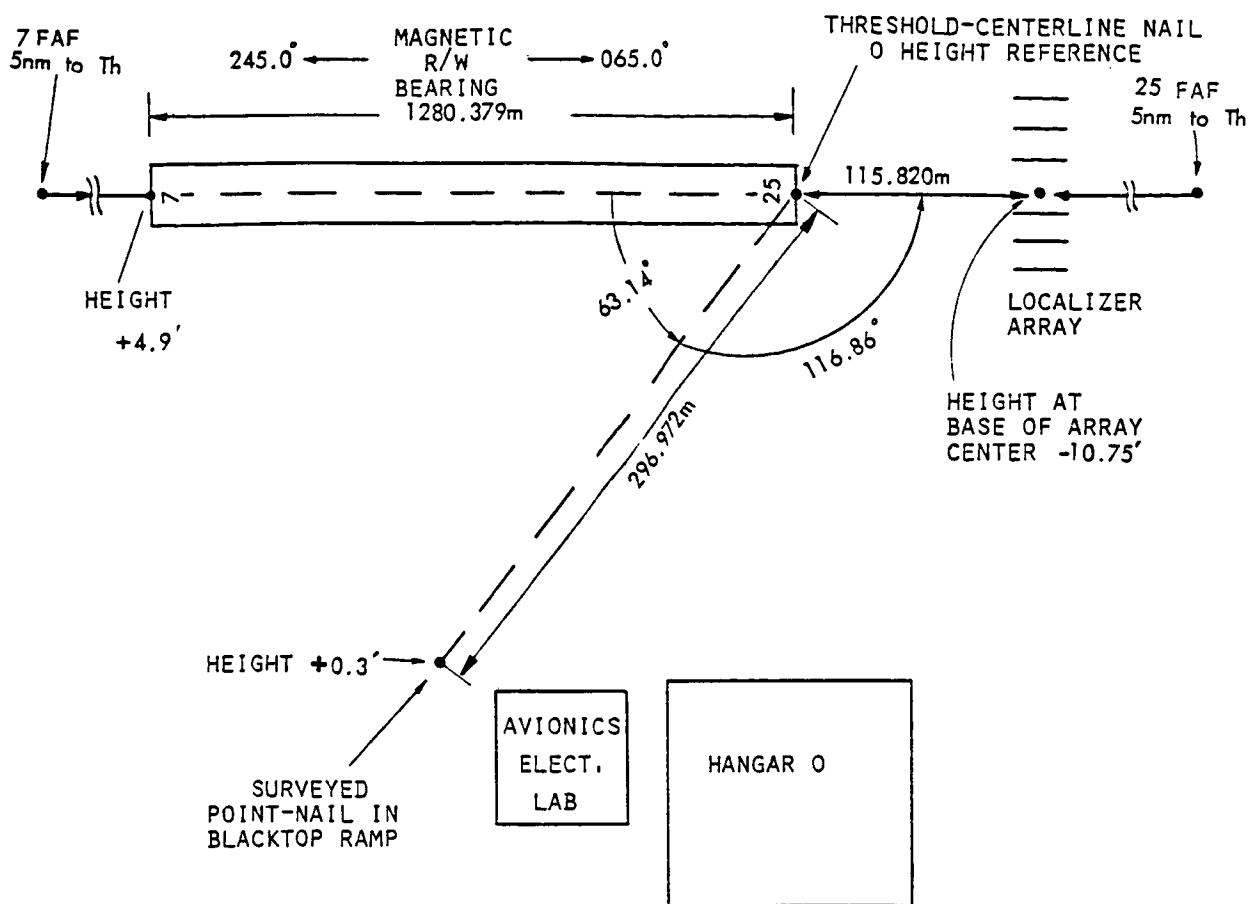 7 FAF
5nm to Th
245.0°
MAGNETIC
R/W
BEARING
1280.379m
065.0°
THRESHOLD-CENTERLINE NAIL
0 HEIGHT REFERENCE
25 FAF
5nm to Th
7
25
115.820m
HEIGHT
+4.9'
63.14°
116.86°
LOCALIZER
ARRAY
296.972m
HEIGHT AT
BASE OF ARRAY
CENTER -10.75'
HEIGHT +0.3'
AVIONICS
ELECT.
LAB
HANGAR O
SURVEYED
POINT-NAIL IN
BLACKTOP RAMP